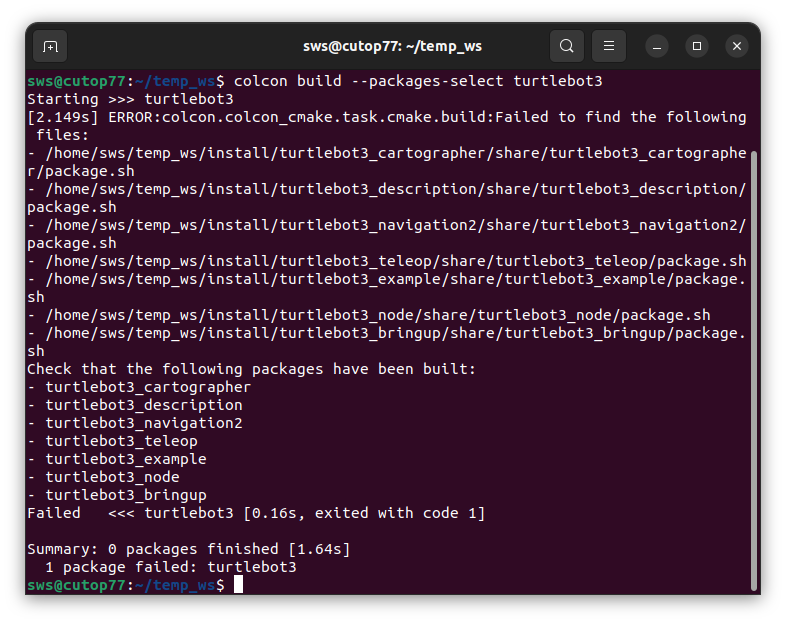 sws@cutop77: ~/temp_ws
sws@cutop77:~/temp_ws$ colcon build --packages-select turtlebot3
Starting >>> turtlebot3
[2.149s] ERROR:colcon.colcon_cmake.task.cmake.build:Failed to find the following
 files:
- /home/sws/temp_ws/install/turtlebot3_cartographer/share/turtlebot3_cartographe
r/package.sh
- /home/sws/temp_ws/install/turtlebot3_description/share/turtlebot3_description/
package.sh
- /home/sws/temp_ws/install/turtlebot3_navigation2/share/turtlebot3_navigation2/
package.sh
- /home/sws/temp_ws/install/turtlebot3_teleop/share/turtlebot3_teleop/package.sh
- /home/sws/temp_ws/install/turtlebot3_example/share/turtlebot3_example/package.
sh
- /home/sws/temp_ws/install/turtlebot3_node/share/turtlebot3_node/package.sh
- /home/sws/temp_ws/install/turtlebot3_bringup/share/turtlebot3_bringup/package.
sh
Check that the following packages have been built:
- turtlebot3_cartographer
- turtlebot3_description
- turtlebot3_navigation2
- turtlebot3_teleop
- turtlebot3_example
- turtlebot3_node
- turtlebot3_bringup
Failed   <<< turtlebot3 [0.16s, exited with code 1]
Summary: 0 packages finished [1.64s]
  1 package failed: turtlebot3
sws@cutop77:~/temp_ws$